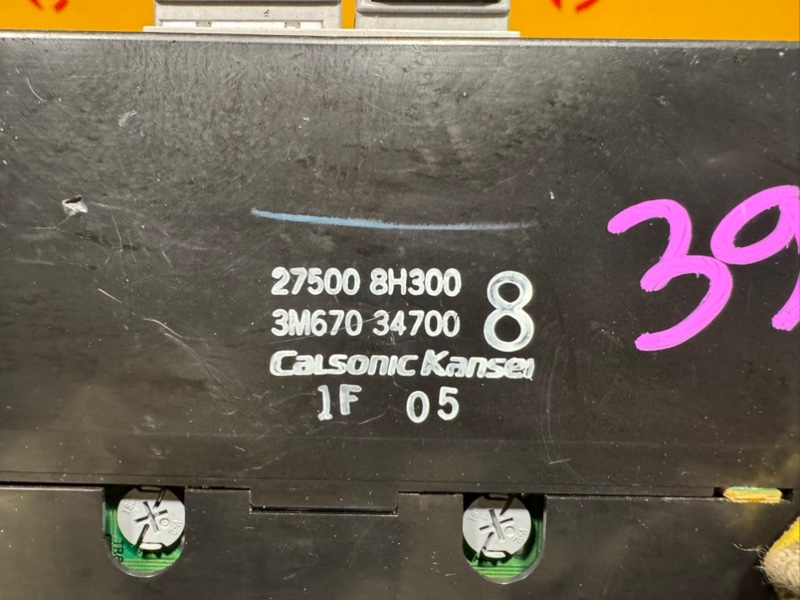 27500 8H300
3M670 34700
8
Calsonic Kansei
1F 05
39